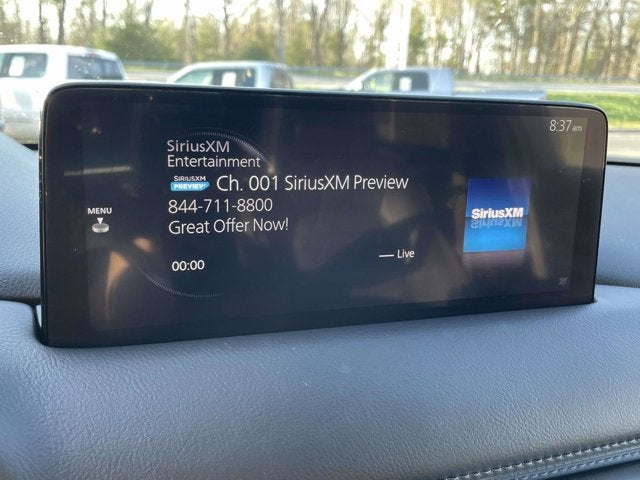 8:37 am
SiriusXM
Entertainment
SIRIUSXM PREVIEW Ch. 001 SiriusXM Preview
MENU
844-711-8800
Great Offer Now!
SiriusXM
00:00
Live